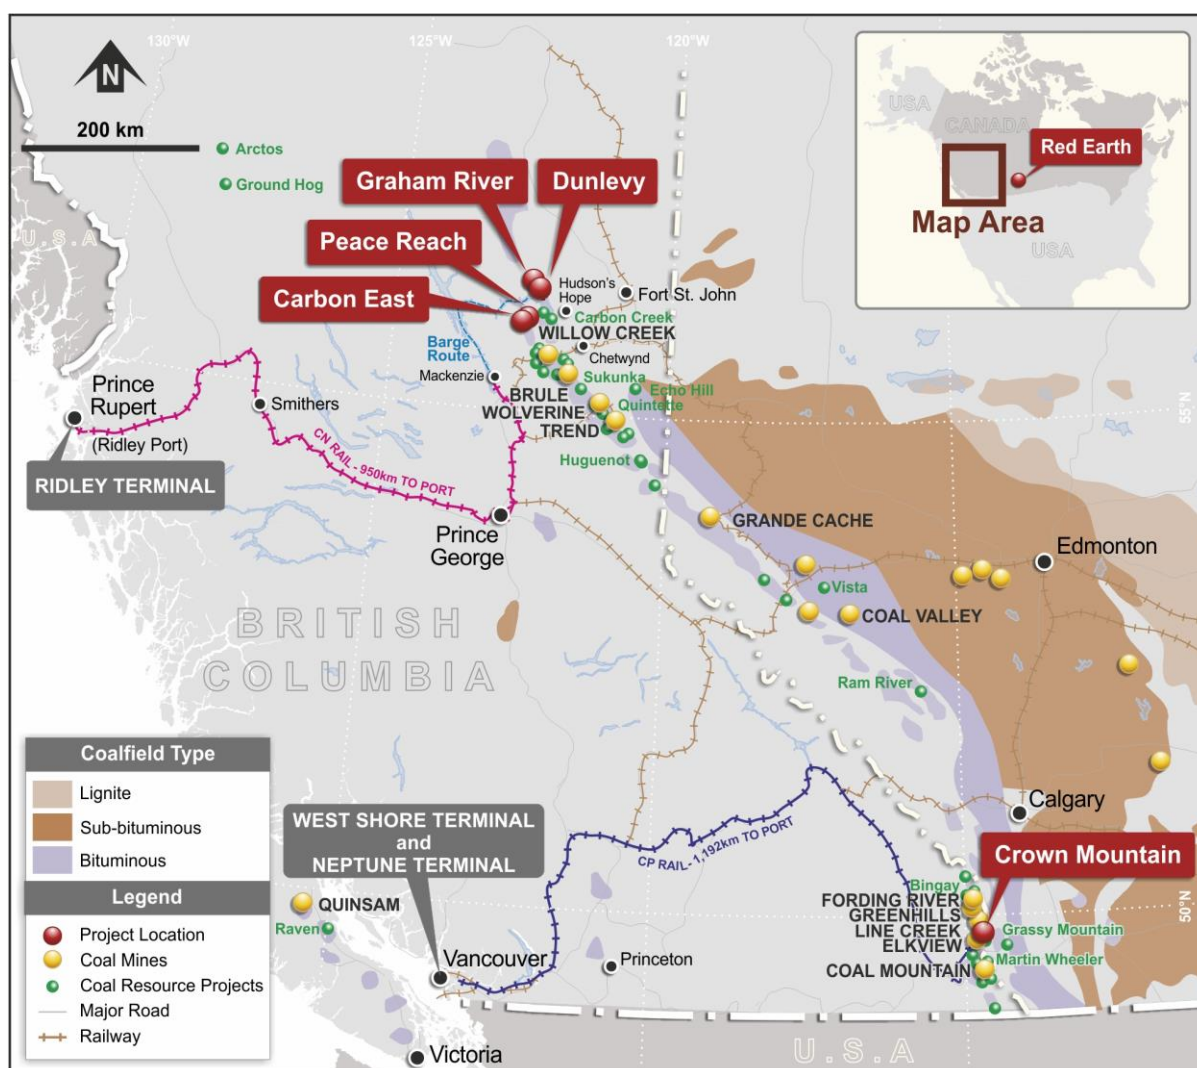 130°W
125°W
120°W
N
200 km
Arctos
Ground Hog
U.S.A
Graham River
Dunlevy
Peace Reach
Carbon East
Hudson's
Hope
Fort St. John
Carbon Creek
WILLOW CREEK
Chetwynd
Barge
Route
Mackenzie
Sukunka
BRULE
Echo Hill
WOLVERINE
Quintette
TREND
Huguenot
55°N
Prince
Rupert
(Ridley Port)
Smithers
RIDLEY TERMINAL
CN RAIL - 950km TO PORT
Prince
George
GRANDE CACHE
Edmonton
Vista
COAL VALLEY
BRITISH
COLUMBIA
Ram River
USA
CANADA
Red Earth
Map Area
USA
Coalfield Type
Lignite
Sub-bituminous
Bituminous
Legend
Project Location
Coal Mines
Coal Resource Projects
Major Road
Railway
WEST SHORE TERMINAL
and
NEPTUNE TERMINAL
CP RAIL - 1,192km TO PORT
Calgary
Crown Mountain
QUINSAM
Raven
Vancouver
Victoria
Princeton
Bingay
FORDING RIVER
GREENHILLS
LINE CREEK
ELKVIEW
COAL MOUNTAIN
Grassy Mountain
Martin Wheeler
50°N
U.S.A